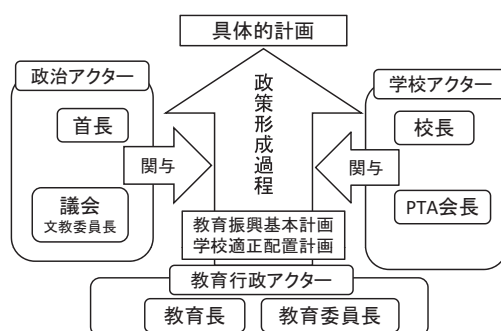 具体的計画
政治アクター
首長
議会
文教委員長
関与
政策形成過程
学校アクター
校長
PTA会長
関与
教育振興基本計画
学校適正配置計画
教育行政アクター
教育長
教育委員長